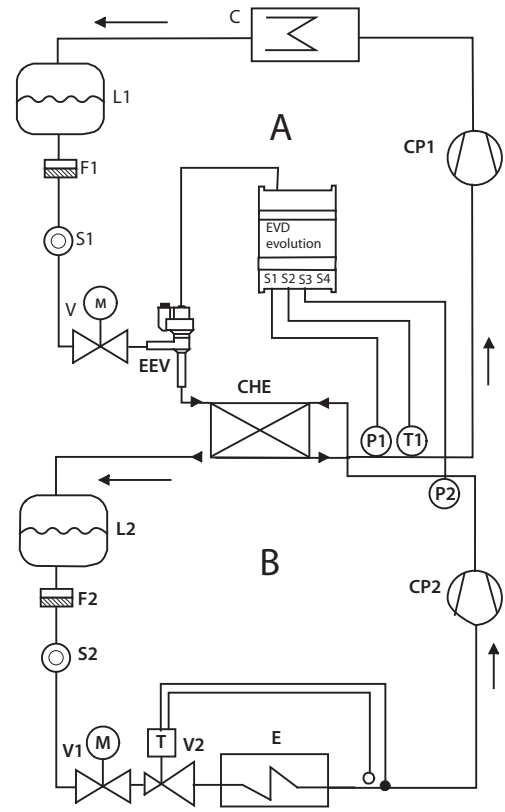 C
L1
A
CP1
F1
EVD
evolution
S1
S1 S2 S3 S4
V
M
EEV
CHE
P1
T1
P2
L2
B
CP2
F2
S2
V1
M
T
V2
E